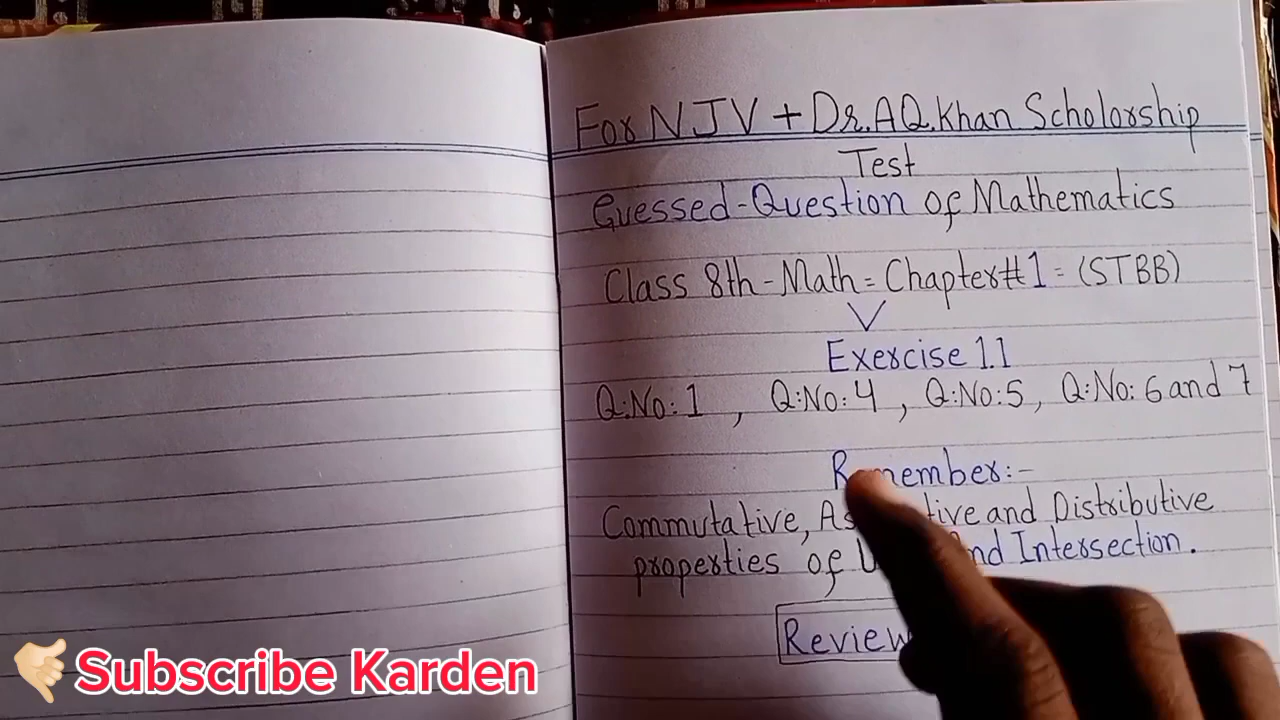 For NJV + Dr.AQ.Khan Scholorship
Test
Guessed-Question of Mathematics
Class 8th-Math = Chapter#1 = (STBB)
Exercise 1.1
Q:No: 1 , Q:No: 4 , Q:No: 5 , Q:No: 6 and 7
Remember:-
Commutative, and Distributive
properties of and Intersection.
Review
Subscribe Karden